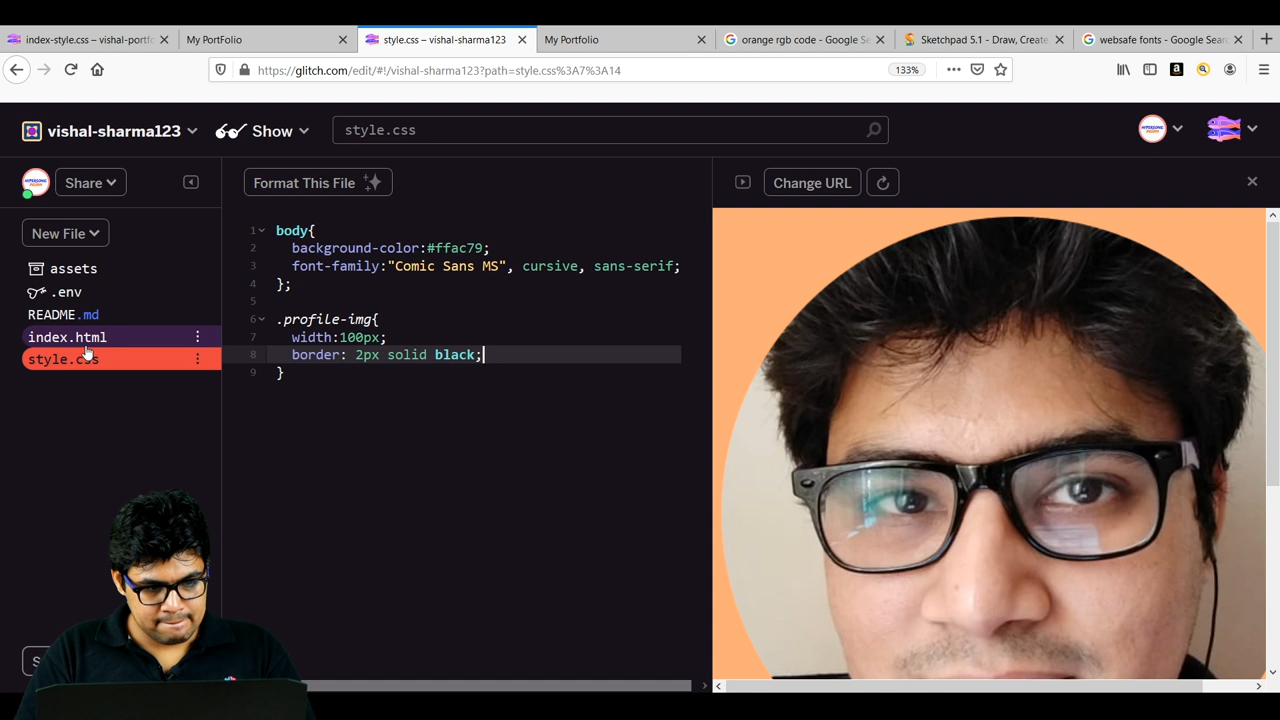 index-style.css – vishal-portfo
My PortFolio
style.css – vishal-sharma123
My PortFolio
orange rgb code - Google Se
Sketchpad 5.1 - Draw, Create
websafe fonts - Google Sear
https://glitch.com/edit/#!/vishal-sharma123?path=style.css%3A7%3A14
133%
vishal-sharma123
Show
style.css
Share
Format This File
Change URL
New File
assets
.env
README.md
index.html
style.css
1 body{
2 background-color:#ffac79;
3 font-family:"Comic Sans MS", cursive, sans-serif;
4 };
5
6 .profile-img{
7 width:100px;
8 border: 2px solid black;
9 }